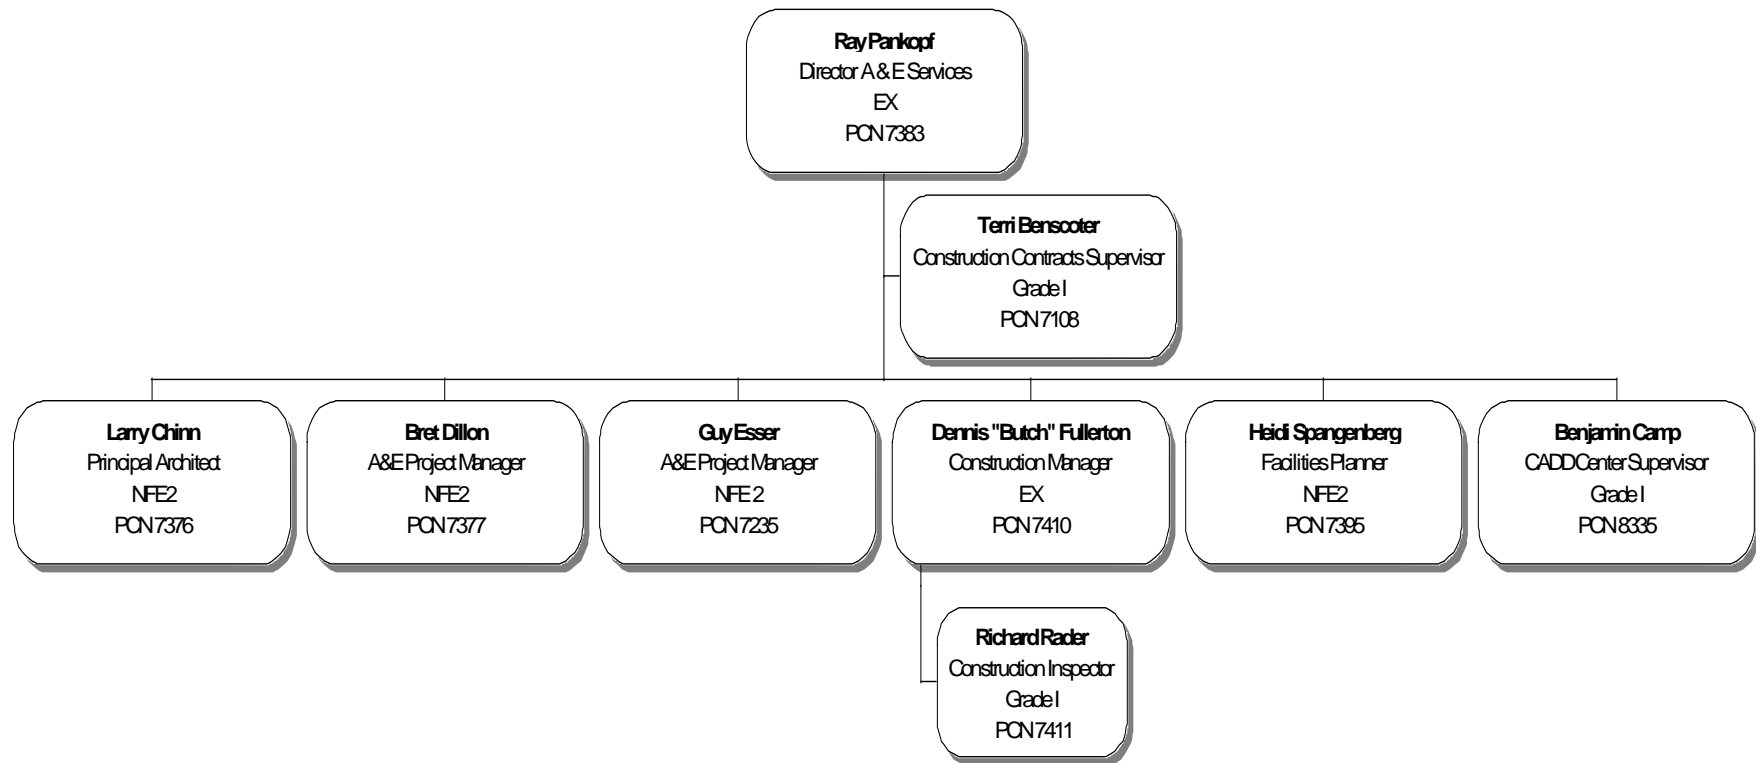 Ray Pankopf
Director A & E Services
EX
PCN 7383
Terri Benscoter
Construction Contracts Supervisor
Grade I
PCN 7108
Larry Chinn
Principal Architect
NFE2
PCN 7376
Bret Dillon
A&E Project Manager
NFE2
PCN 7377
Guy Esser
A&E Project Manager
NFE 2
PCN 7235
Dennis "Butch" Fullerton
Construction Manager
EX
PCN 7410
Heidi Spangenberg
Facilities Planner
NFE2
PCN 7395
Benjamin Camp
CADD Center Supervisor
Grade I
PCN 8335
Richard Rader
Construction Inspector
Grade I
PCN 7411